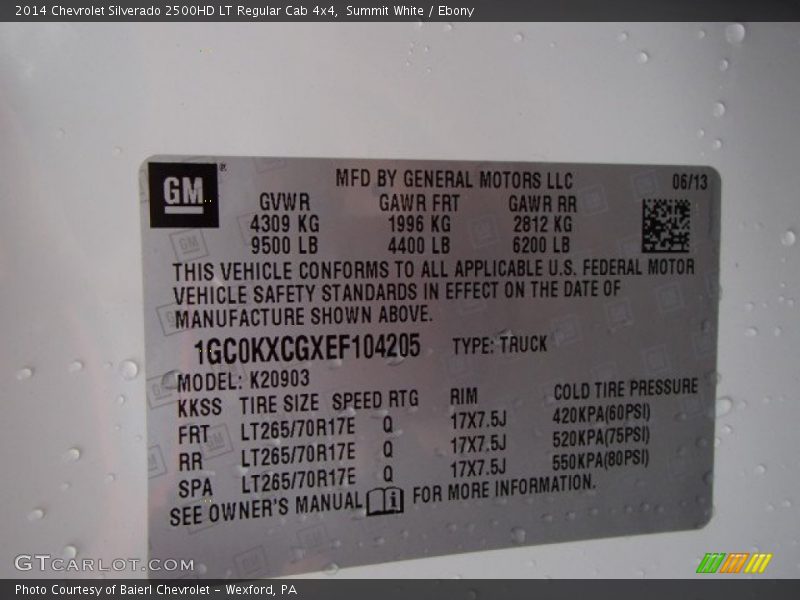 2014 Chevrolet Silverado 2500HD LT Regular Cab 4x4, Summit White / Ebony
GM ®
MFD BY GENERAL MOTORS LLC 06/13
GVWR GAWR FRT GAWR RR
4309 KG 1996 KG 2812 KG
9500 LB 4400 LB 6200 LB
THIS VEHICLE CONFORMS TO ALL APPLICABLE U.S. FEDERAL MOTOR
VEHICLE SAFETY STANDARDS IN EFFECT ON THE DATE OF
MANUFACTURE SHOWN ABOVE.
1GC0KXCGXEF104205 TYPE: TRUCK
MODEL: K20903
KKSS TIRE SIZE SPEED RTG RIM COLD TIRE PRESSURE
FRT LT265/70R17E Q 17X7.5J 420KPA(60PSI)
RR LT265/70R17E Q 17X7.5J 520KPA(75PSI)
SPA LT265/70R17E Q 17X7.5J 550KPA(80PSI)
SEE OWNER'S MANUAL i FOR MORE INFORMATION.
GTCARLOT.COM
Photo Courtesy of Baierl Chevrolet - Wexford, PA